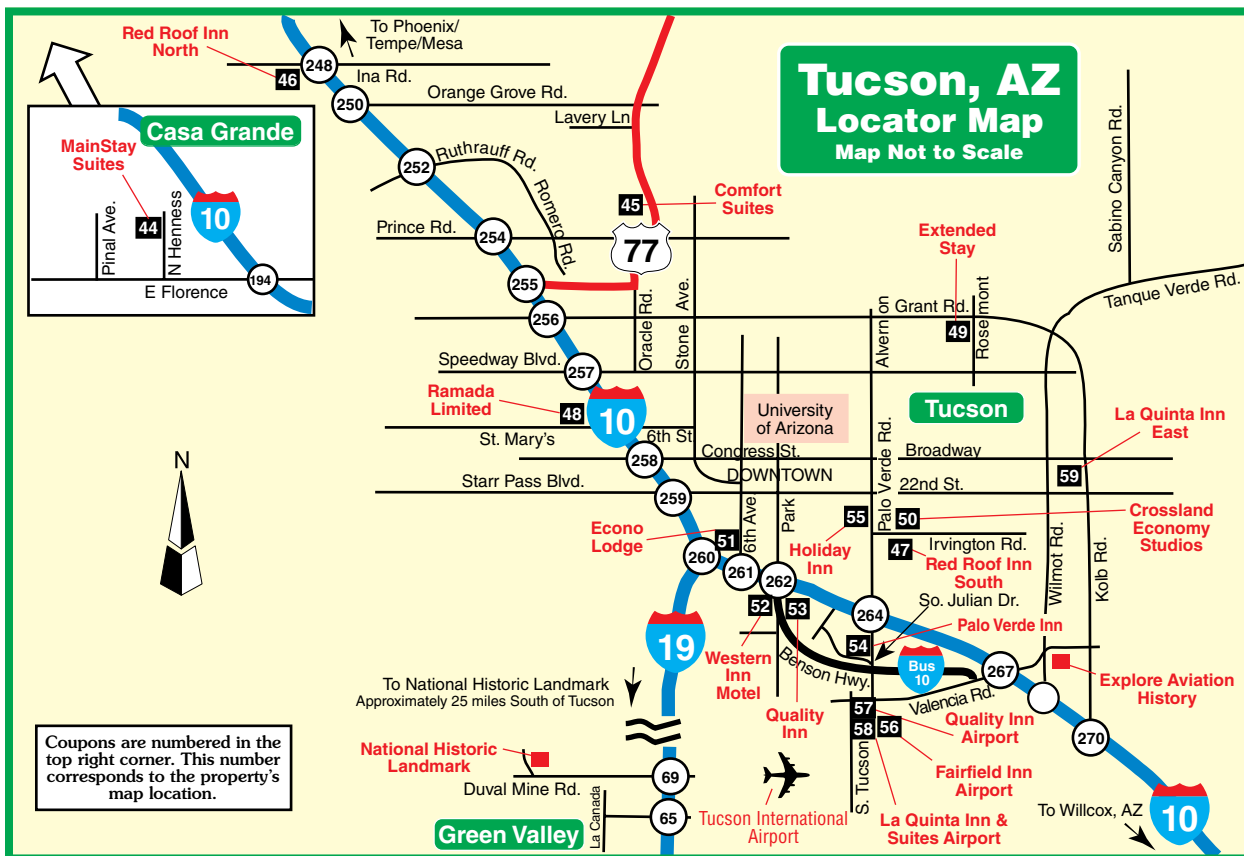 Tucson, AZ
Locator Map
Map Not to Scale
To Phoenix/
Tempe/Mesa
Red Roof Inn
North
46
248
Ina Rd.
250
Orange Grove Rd.
Lavery Ln
Casa Grande
MainStay
Suites
44
10
Pinal Ave.
N Henness
E Florence
194
252
Ruthrauff Rd.
Romero Rd.
45
Comfort
Suites
Prince Rd.
254
77
255
Oracle Rd.
Stone Ave.
Extended
Stay
49
Sabino Canyon Rd.
Tanque Verde Rd.
256
Alvernon
Grant Rd.
Rosemont
Speedway Blvd.
257
Ramada
Limited
48
10
University
of Arizona
Tucson
La Quinta Inn
East
59
St. Mary's
6th St.
258
Congress St.
Broadway
DOWNTOWN
Starr Pass Blvd.
259
22nd St.
Palo Verde Rd.
N
Econo
Lodge
51
6th Ave.
Park
55
Holiday
Inn
50
Crossland
Economy
Studios
Irvington Rd.
47
Red Roof Inn
South
Wilmot Rd.
Kolb Rd.
260
261
262
52
53
264
So. Julian Dr.
54
Palo Verde Inn
19
Western
Inn
Motel
Benson Hwy.
Bus
10
267
Explore Aviation
History
To National Historic Landmark
Approximately 25 miles South of Tucson
Quality
Inn
Valencia Rd.
57
Quality Inn
Airport
58
56
270
Coupons are numbered in the
top right corner. This number
corresponds to the property's
map location.
National Historic
Landmark
69
Duval Mine Rd.
Fairfield Inn
Airport
S. Tucson
La Canada
65
Green Valley
Tucson International
Airport
La Quinta Inn &
Suites Airport
To Willcox, AZ
10